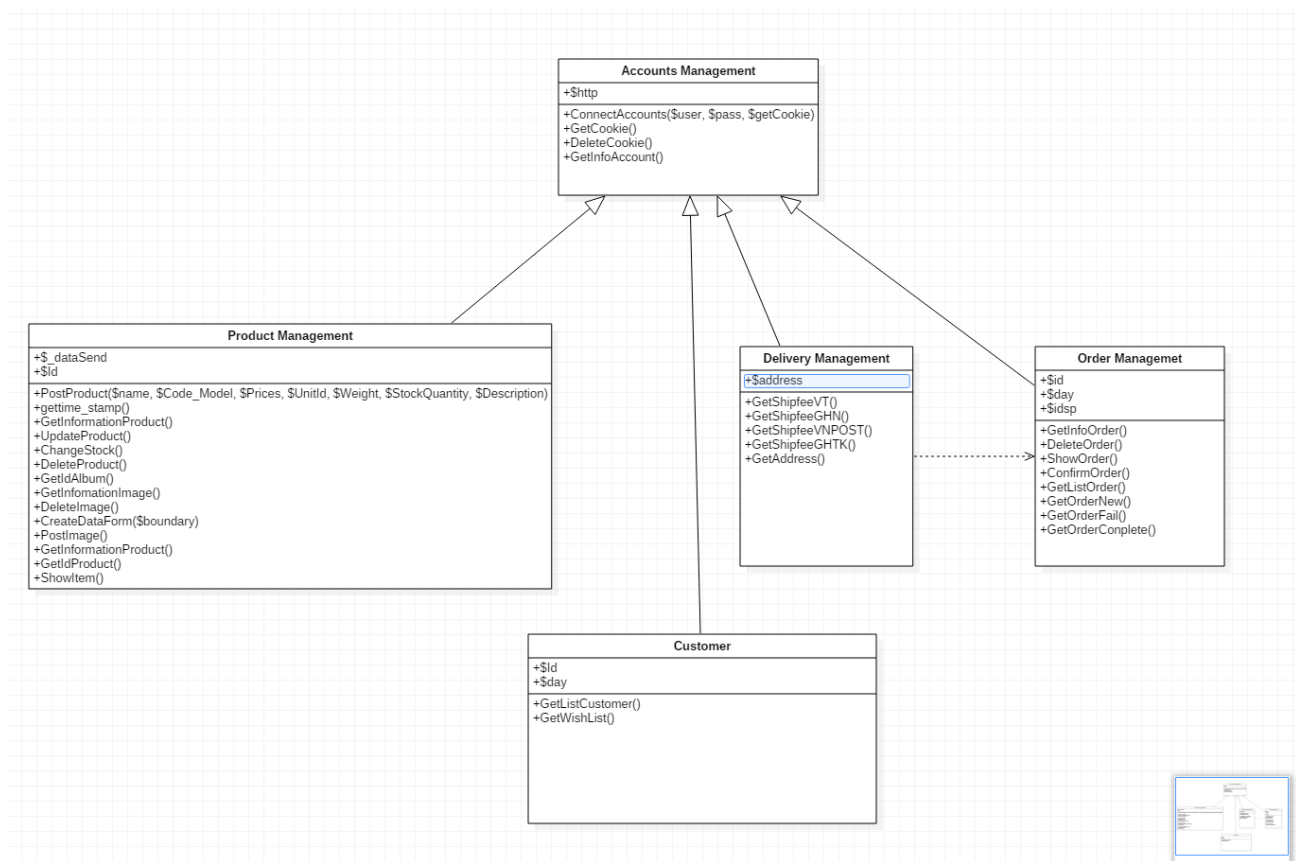 Accounts Management
+$http
+ConnectAccounts($user, $pass, $getCookie)
+GetCookie()
+DeleteCookie()
+GetInfoAccount()
Product Management
+$_dataSend
+$Id
+PostProduct($name, $Code_Model, $Prices, $UnitId, $Weight, $StockQuantity, $Description)
+gettime_stamp()
+GetInformationProduct()
+UpdateProduct()
+ChangeStock()
+DeleteProduct()
+GetIdAlbum()
+GetInfomationImage()
+DeleteImage()
+CreateDataForm($boundary)
+PostImage()
+GetInformationProduct()
+GetIdProduct()
+ShowItem()
Delivery Management
+$address
+GetShipfeeVT()
+GetShipfeeGHN()
+GetShipfeeVNPOST()
+GetShipfeeGHTK()
+GetAddress()
Order Managemet
+$id
+$day
+$idsp
+GetInfoOrder()
+DeleteOrder()
+ShowOrder()
+ConfirmOrder()
+GetListOrder()
+GetOrderNew()
+GetOrderFail()
+GetOrderConplete()
Customer
+$Id
+$day
+GetListCustomer()
+GetWishList()